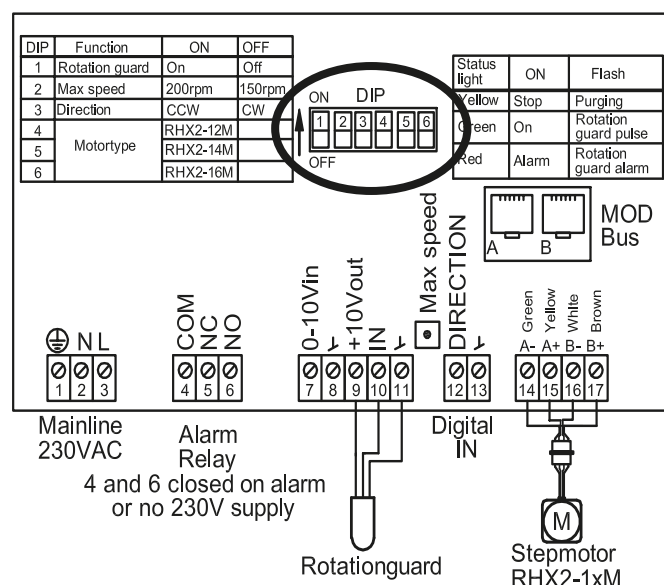 DIP Function ON OFF
1 Rotation guard On Off
2 Max speed 200rpm 150rpm
3 Direction CCW CW
4 RHX2-12M
5 Motortype RHX2-14M
6 RHX2-16M
ON DIP
1 2 3 4 5 6
OFF
Status light ON Flash
Yellow Stop Purging
Green On Rotation guard pulse
Red Alarm Rotation guard alarm
A B
MOD
Bus
N L
COM
NC
NO
0-10Vin
+10Vout
IN
Max speed
DIRECTION
Green
Yellow
White
Brown
A- A+ B- B+
1 2 3
4 5 6
7 8 9 10 11
12 13
14 15 16 17
Mainline
230VAC
Alarm
Relay
4 and 6 closed on alarm
or no 230V supply
Rotationguard
Digital
IN
M
Stepmotor
RHX2-1xM